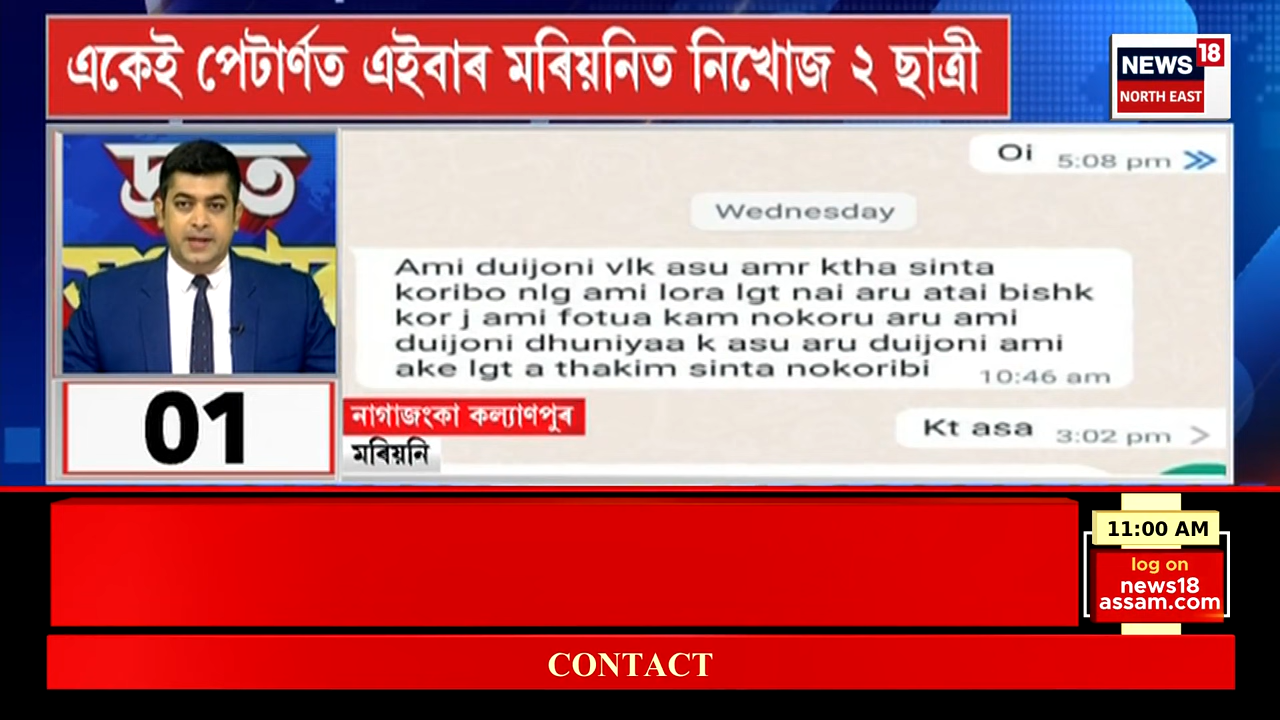 একেই পেটাৰ্ণত এইবাৰ মৰিয়নিত নিখোজ ২ ছাত্ৰী
NEWS 18
NORTH EAST
Oi 5:08 pm
Wednesday
Ami duijoni vlk asu amr ktha sinta
koribo nlg ami lora lgt nai aru atai bishk
kor j ami fotua kam nokoru aru ami
duijoni dhuniyaa k asu aru duijoni ami
ake lgt a thakim sinta nokoribi
10:46 am
01
নাগাজংকা কল্যাণপুৰ
মৰিয়নি
Kt asa 3:02 pm
11:00 AM
log on
news18
assam.com
CONTACT